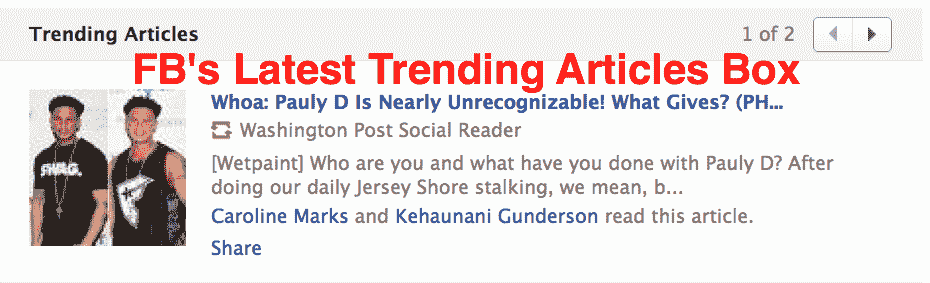 Trending Articles
1 of 2
FB's Latest Trending Articles Box
Whoa: Pauly D Is Nearly Unrecognizable! What Gives? (PH...
Washington Post Social Reader
[Wetpaint] Who are you and what have you done with Pauly D? After
doing our daily Jersey Shore stalking, we mean, b...
Caroline Marks and Kehaunani Gunderson read this article.
Share